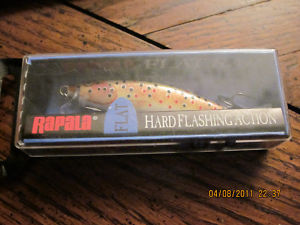 RAPALA
FLAT
HARD FLASHING ACTION
04/08/2011 22:37